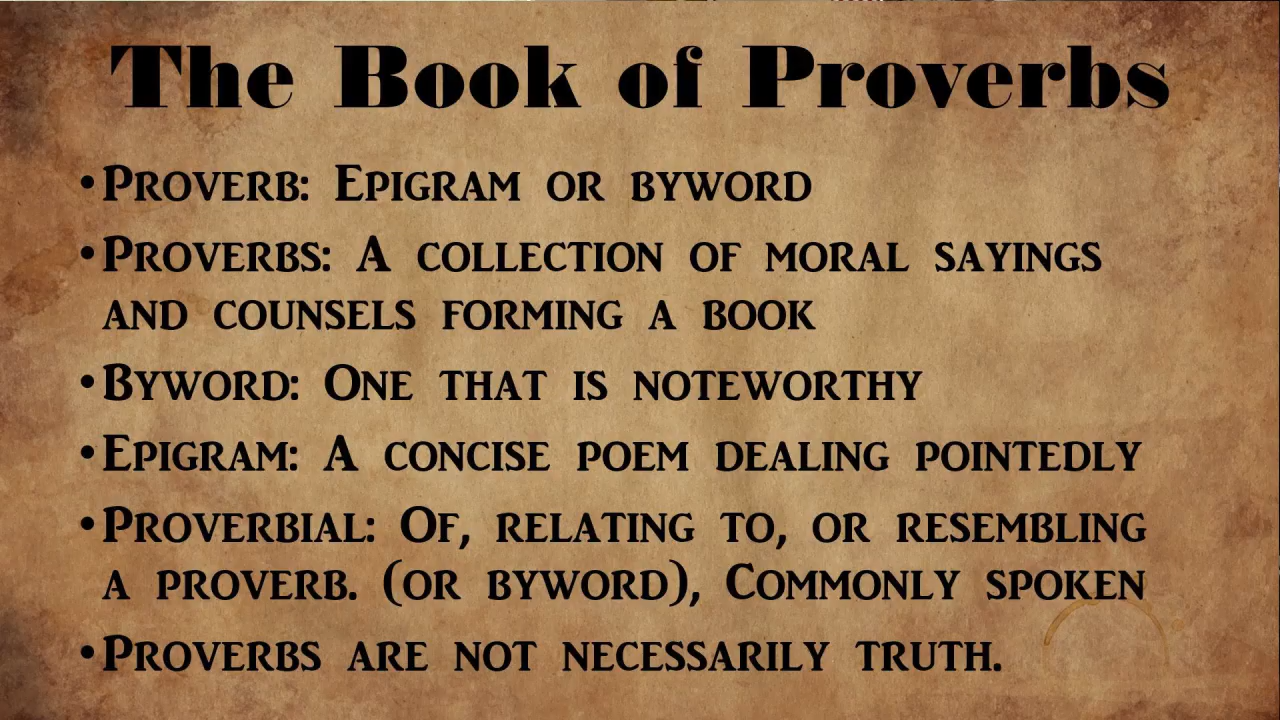 The Book of Proverbs
•Proverb: Epigram or byword
•Proverbs: A collection of moral sayings
and counsels forming a book
•Byword: One that is noteworthy
•Epigram: A concise poem dealing pointedly
•Proverbial: Of, relating to, or resembling
a proverb. (or byword), Commonly spoken
•Proverbs are not necessarily truth.